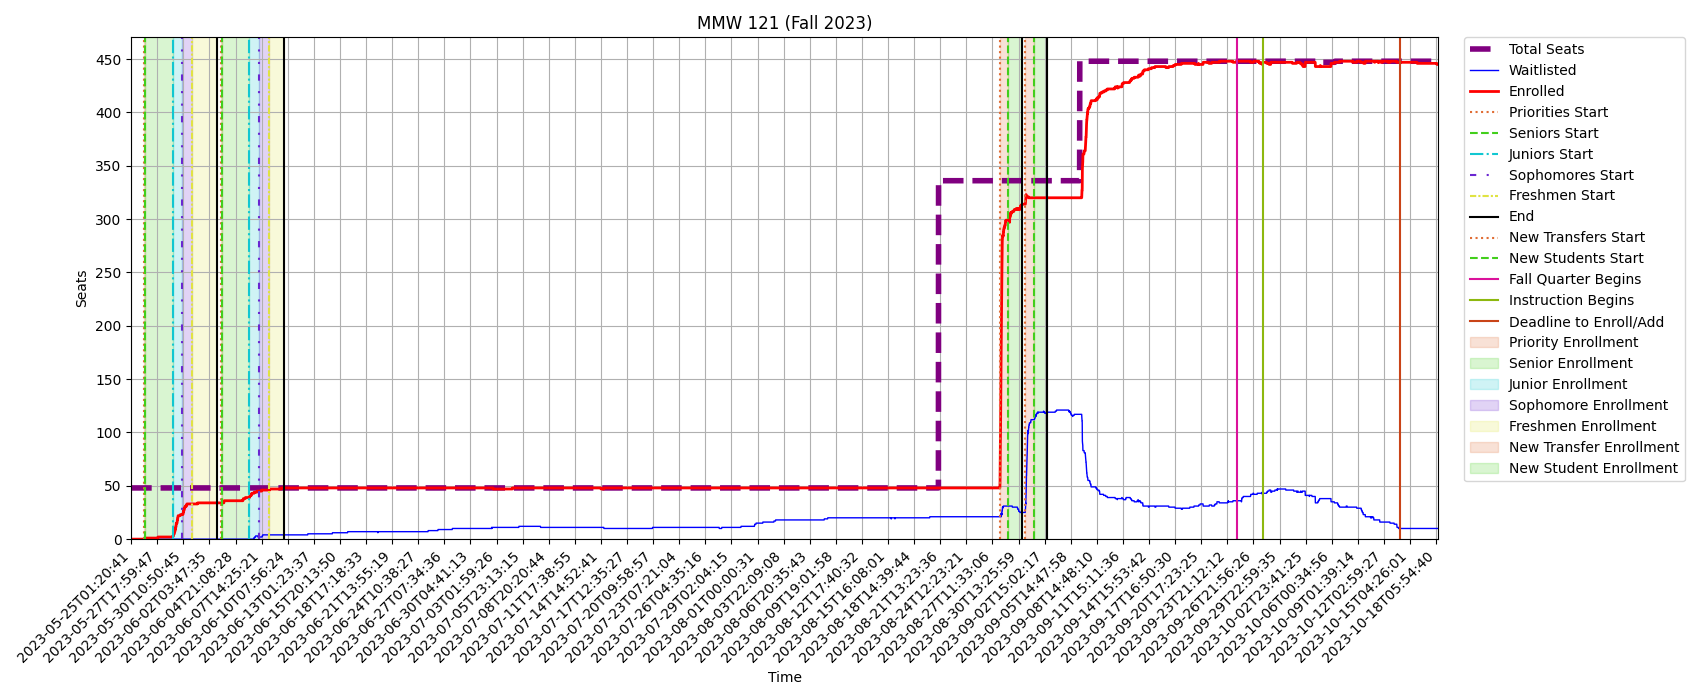 MMW 121 (Fall 2023)
Seats
450
400
350
300
250
200
150
100
50
0
2023-05-25T01:20:41
2023-05-27T17:59:47
2023-05-30T10:50:45
2023-06-02T03:47:35
2023-06-04T21:08:28
2023-06-07T14:25:21
2023-06-10T07:56:24
2023-06-13T01:23:37
2023-06-15T20:13:50
2023-06-18T17:18:33
2023-06-21T13:55:19
2023-06-24T10:38:27
2023-06-27T07:34:36
2023-06-30T04:41:13
2023-07-03T01:59:26
2023-07-05T23:13:15
2023-07-08T20:20:44
2023-07-11T17:38:55
2023-07-14T14:52:41
2023-07-17T12:35:27
2023-07-20T09:58:57
2023-07-23T07:21:04
2023-07-26T04:35:16
2023-07-29T02:04:15
2023-08-01T00:00:31
2023-08-03T22:09:08
2023-08-06T20:35:43
2023-08-09T19:01:58
2023-08-12T17:40:32
2023-08-15T16:08:01
2023-08-18T14:39:44
2023-08-21T13:23:36
2023-08-24T12:23:21
2023-08-27T11:33:06
2023-08-30T13:25:59
2023-09-02T15:02:17
2023-09-05T14:47:58
2023-09-08T14:48:10
2023-09-11T15:11:36
2023-09-14T15:53:42
2023-09-17T16:50:30
2023-09-20T17:23:25
2023-09-23T21:12:12
2023-09-26T21:56:26
2023-09-29T22:59:35
2023-10-02T23:41:25
2023-10-06T00:34:56
2023-10-09T01:39:14
2023-10-12T02:59:27
2023-10-15T04:26:01
2023-10-18T05:54:40
Time
Total Seats
Waitlisted
Enrolled
Priorities Start
Seniors Start
Juniors Start
Sophomores Start
Freshmen Start
End
New Transfers Start
New Students Start
Fall Quarter Begins
Instruction Begins
Deadline to Enroll/Add
Priority Enrollment
Senior Enrollment
Junior Enrollment
Sophomore Enrollment
Freshmen Enrollment
New Transfer Enrollment
New Student Enrollment